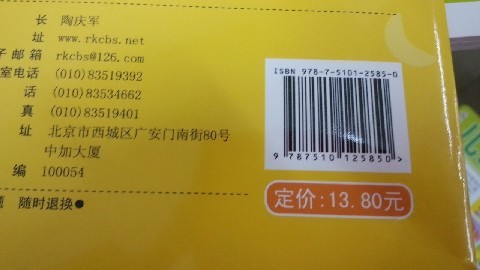 长 陶庆军
址 www.rkcbs.net
子邮箱 rkcbs@126.com
室电话 (010)83519392
话 (010)83534662
真 (010)83519401
址 北京市西城区广安门南街80号
中加大厦
编 100054
随时退换●
ISBN 978-7-5101-2585-0
9 787510 125850 >
定价:13.80元